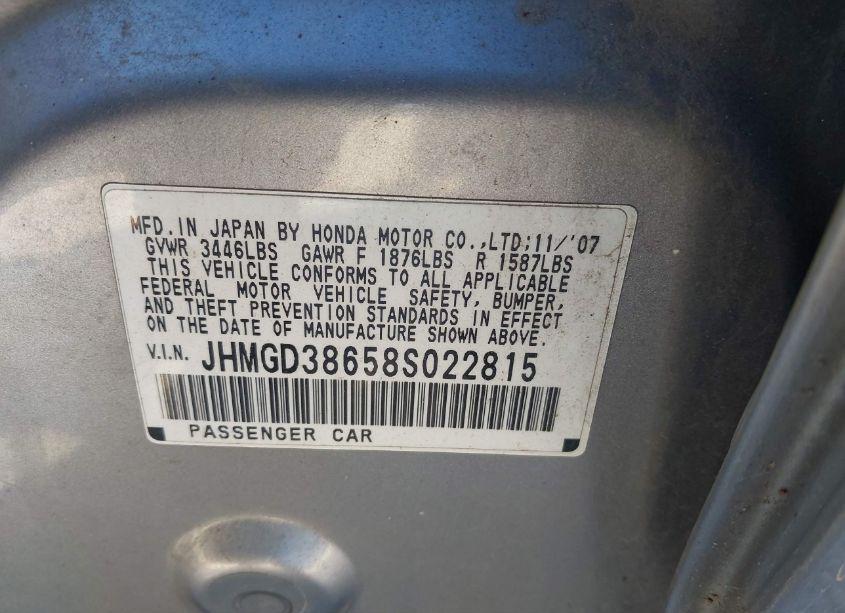 MFD. IN JAPAN BY HONDA MOTOR CO.,LTD; 11/'07
GVWR 3446LBS GAWR F 1876LBS R 1587LBS
THIS VEHICLE CONFORMS TO ALL APPLICABLE
FEDERAL MOTOR VEHICLE SAFETY, BUMPER,
AND THEFT PREVENTION STANDARDS IN EFFECT
ON THE DATE OF MANUFACTURE SHOWN ABOVE.
V.I.N. JHMGD38658S022815
PASSENGER CAR